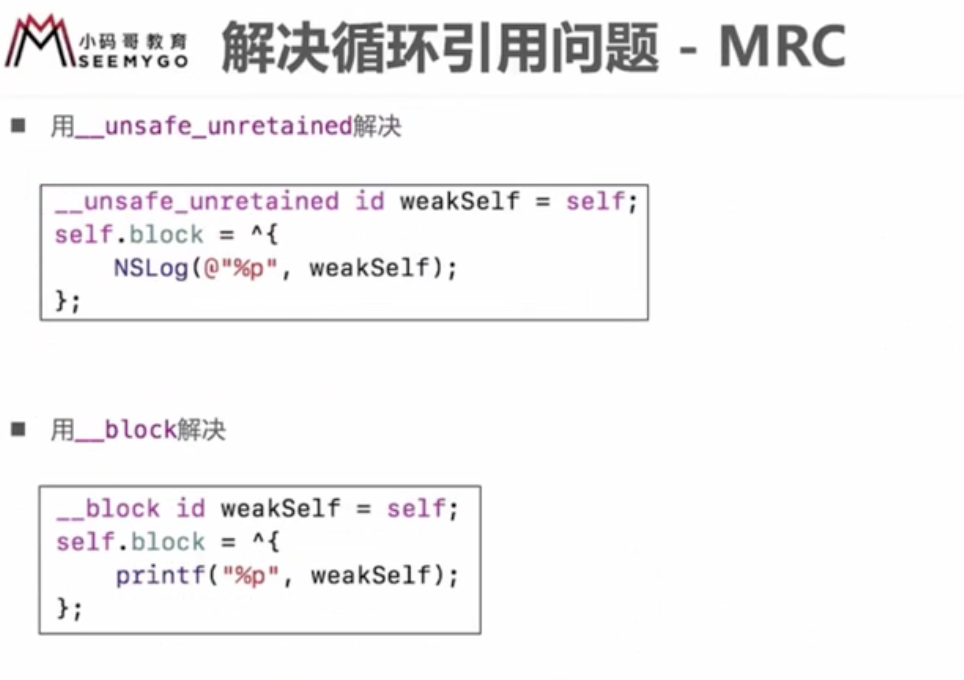 小码哥教育
SEEMYGO
解决循环引用问题 - MRC
■ 用__unsafe_unretained解决
__unsafe_unretained id weakSelf = self;
self.block = ^{
    NSLog(@"%p", weakSelf);
};
■ 用__block解决
__block id weakSelf = self;
self.block = ^{
    printf("%p", weakSelf);
};